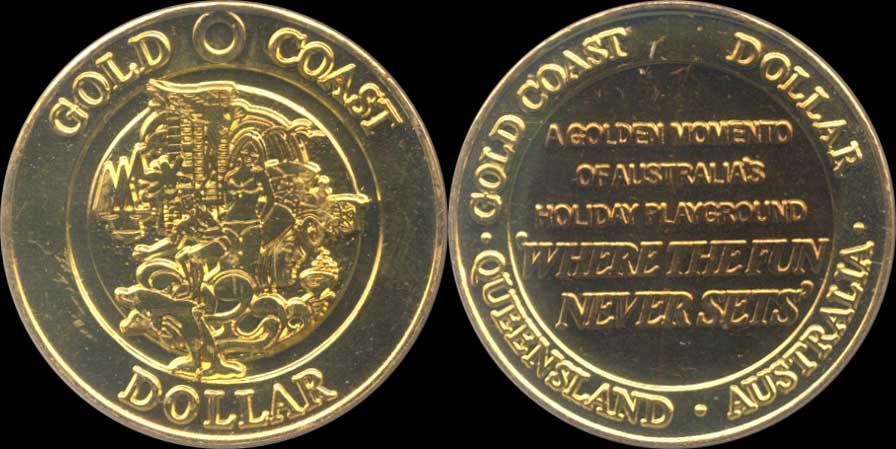 GOLD COAST
DOLLAR
GOLD COAST DOLLAR
A GOLDEN MOMENTO
OF AUSTRALIA'S
HOLIDAY PLAYGROUND
'WHERE THE FUN
NEVER SETS'
QUEENSLAND · AUSTRALIA